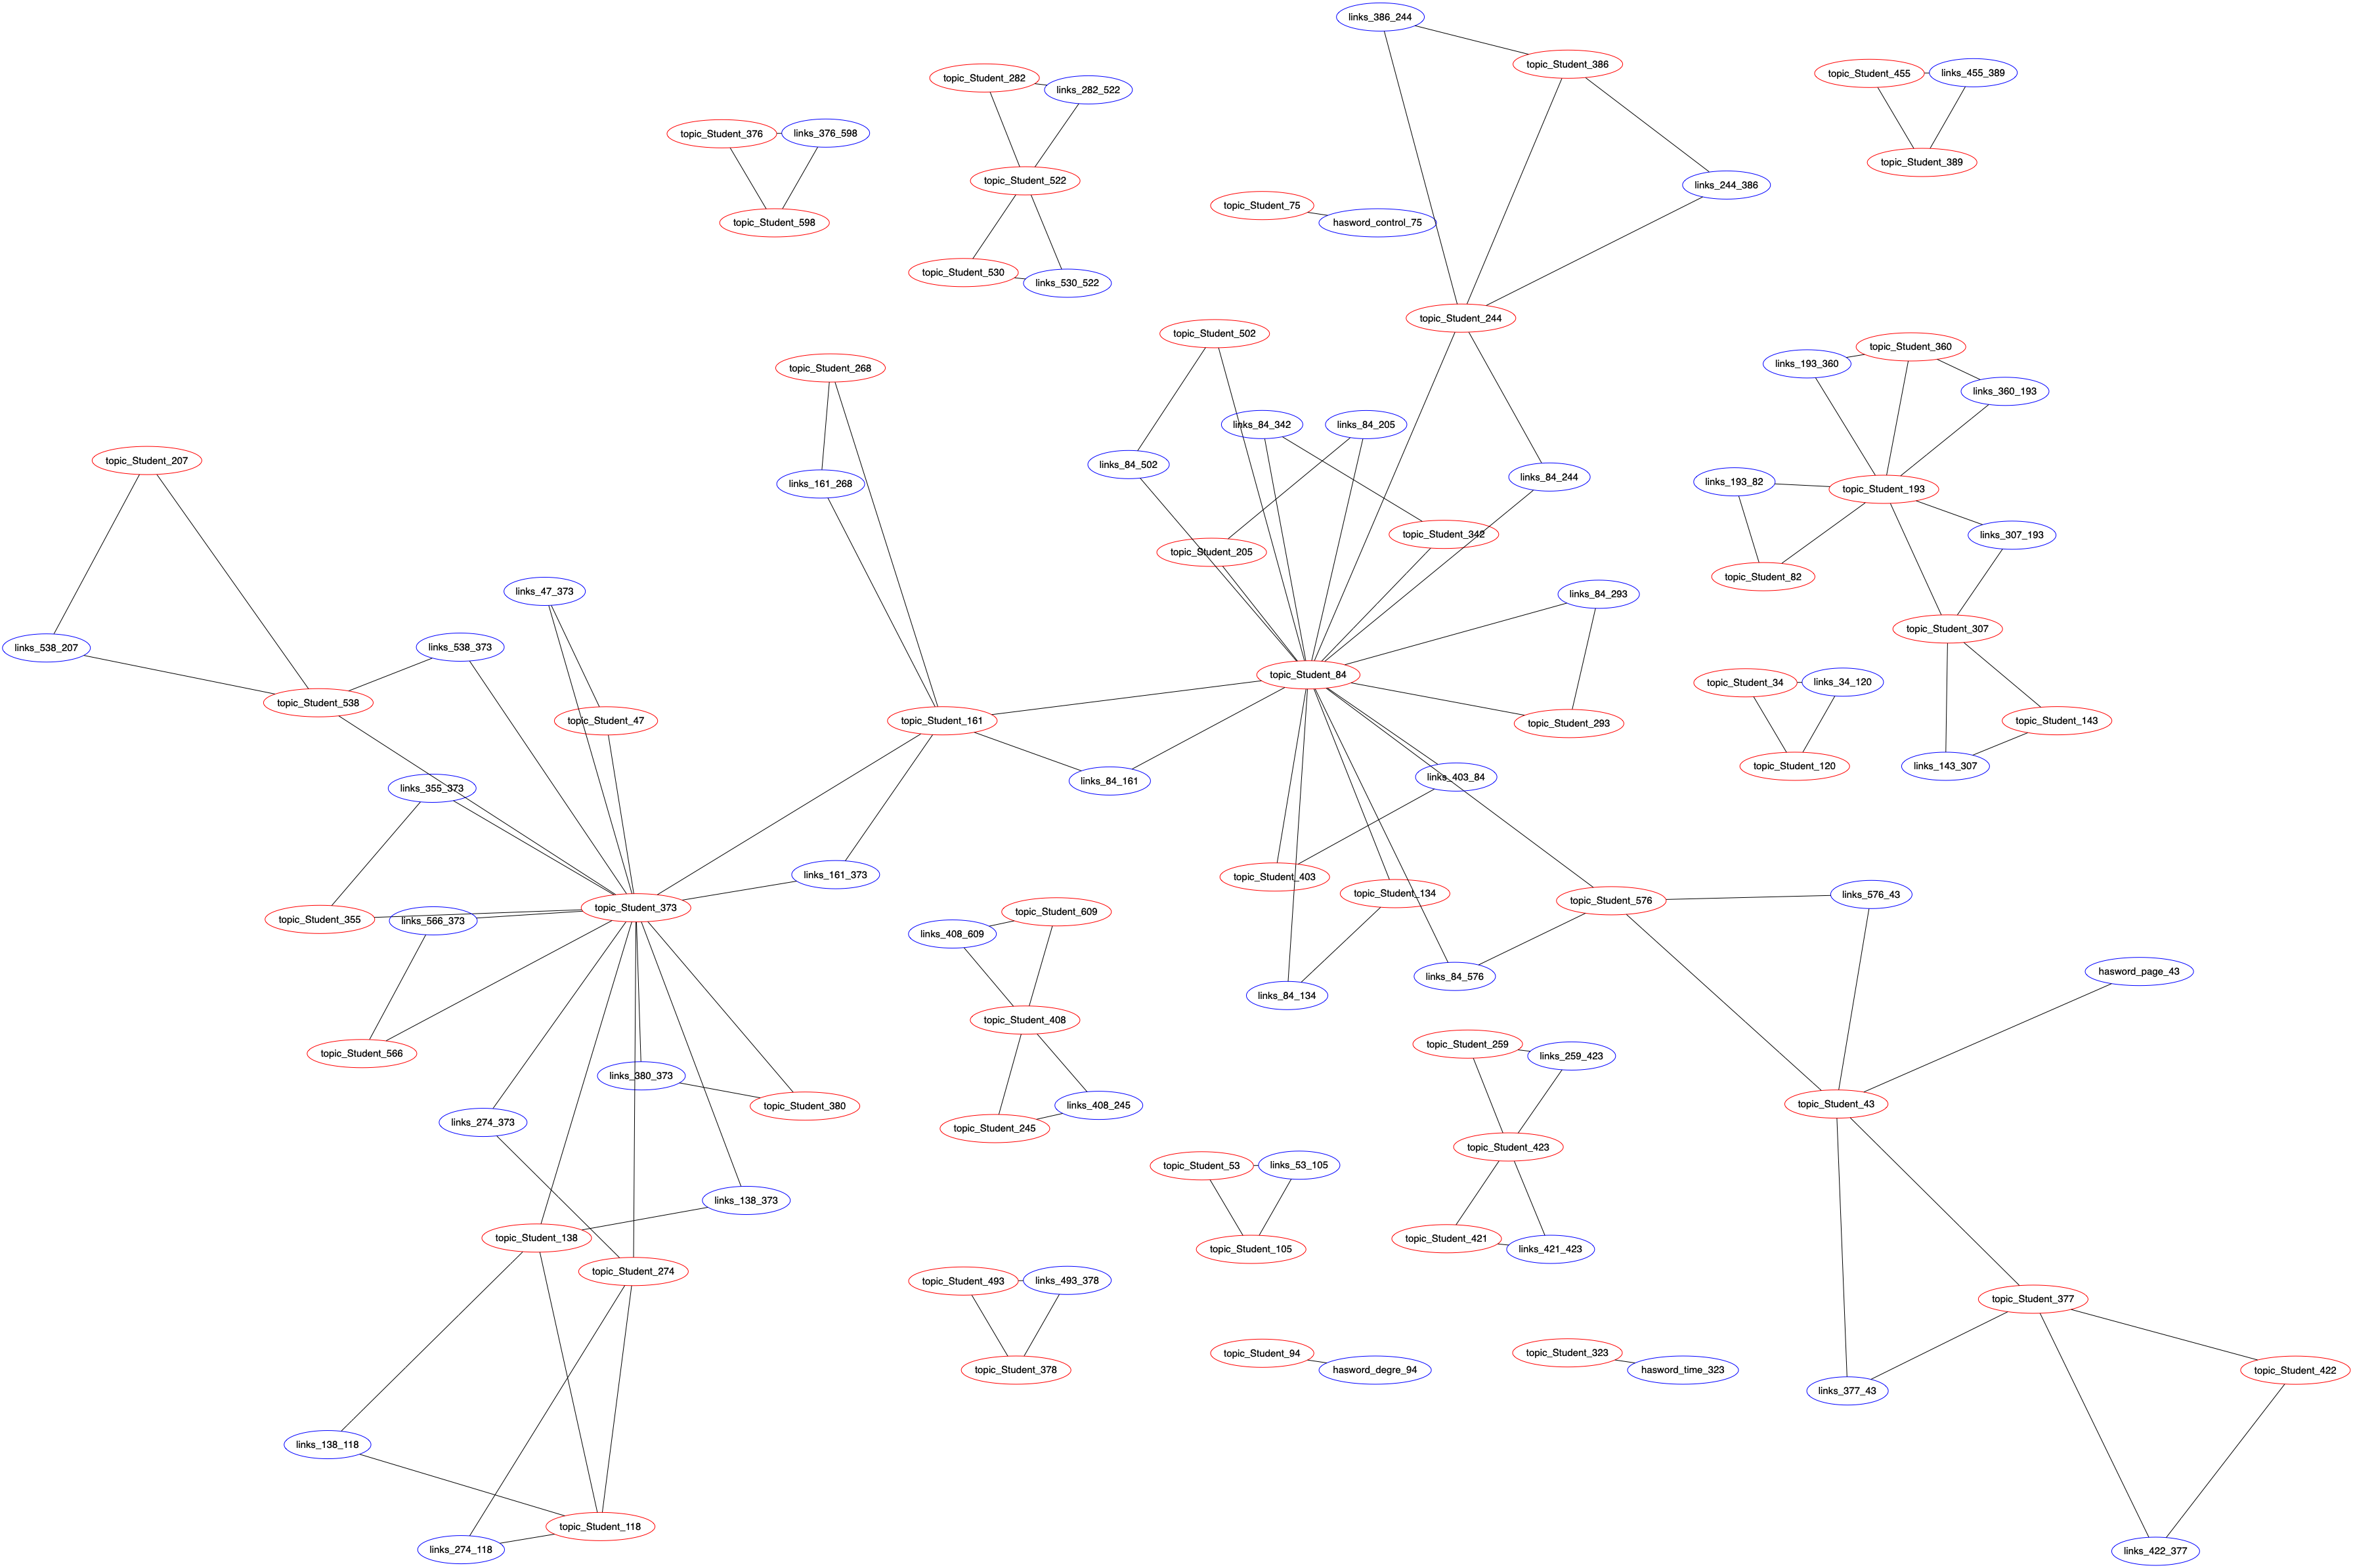 links_386_244
topic_Student_386
topic_Student_455
links_455_389
topic_Student_282
links_282_522
topic_Student_376
links_376_598
topic_Student_389
topic_Student_522
links_244_386
topic_Student_75
hasword_control_75
topic_Student_598
topic_Student_530
links_530_522
topic_Student_244
topic_Student_502
topic_Student_360
links_193_360
topic_Student_268
links_360_193
links_84_342
links_84_205
topic_Student_207
links_84_502
links_84_244
links_161_268
links_193_82
topic_Student_193
topic_Student_342
links_307_193
topic_Student_205
topic_Student_82
links_47_373
links_84_293
topic_Student_307
links_538_207
links_538_373
topic_Student_84
topic_Student_34
links_34_120
topic_Student_538
topic_Student_47
topic_Student_161
topic_Student_293
topic_Student_143
links_143_307
topic_Student_120
links_84_161
links_403_84
links_355_373
links_161_373
topic_Student_403
topic_Student_134
links_576_43
topic_Student_576
topic_Student_373
topic_Student_355
links_566_373
topic_Student_609
links_408_609
hasword_page_43
links_84_576
links_84_134
topic_Student_408
topic_Student_259
topic_Student_566
links_259_423
links_380_373
topic_Student_380
links_408_245
topic_Student_43
links_274_373
topic_Student_245
topic_Student_423
topic_Student_53
links_53_105
links_138_373
topic_Student_138
topic_Student_421
topic_Student_105
links_421_423
topic_Student_274
topic_Student_493
links_493_378
topic_Student_377
topic_Student_94
topic_Student_323
topic_Student_378
hasword_degre_94
hasword_time_323
topic_Student_422
links_377_43
links_138_118
topic_Student_118
links_274_118
links_422_377